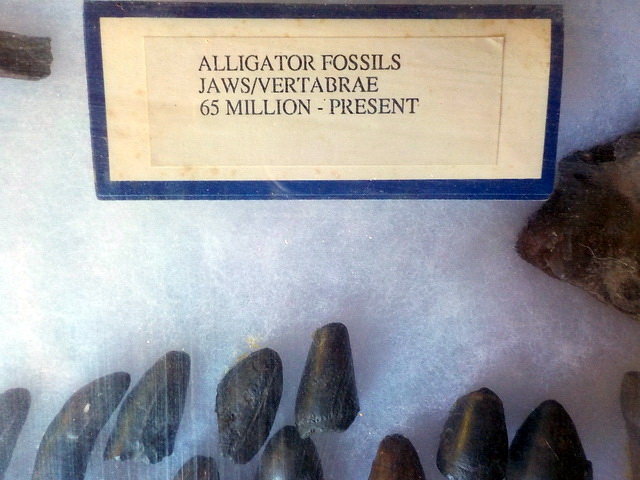 ALLIGATOR FOSSILS
JAWS/VERTABRAE
65 MILLION - PRESENT